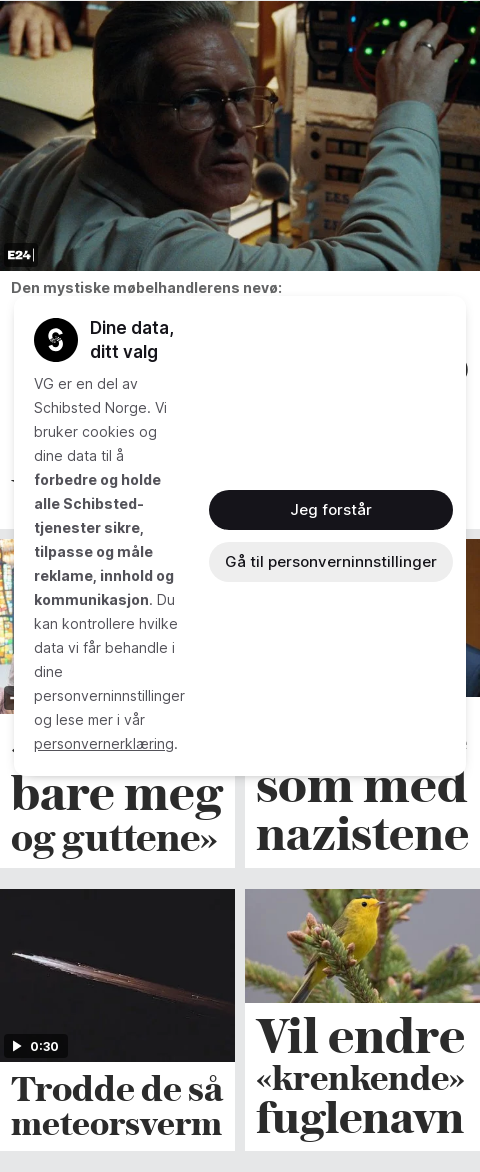 E24
Den mystiske møbelhandlerens nevø:
Dine data,
ditt valg
VG er en del av
Schibsted Norge. Vi
bruker cookies og
dine data til å
forbedre og holde
alle Schibsted-
tjenester sikre,
tilpasse og måle
reklame, innhold og
kommunikasjon. Du
kan kontrollere hvilke
data vi får behandle i
dine
personverninnstillinger
og lese mer i vår
personvernerklæring.
Jeg forstår
Gå til personverninnstillinger
bare meg
og guttene»
som med
nazistene
0:30
Trodde de så
meteorsverm
Vil endre
«krenkende»
fuglenavn